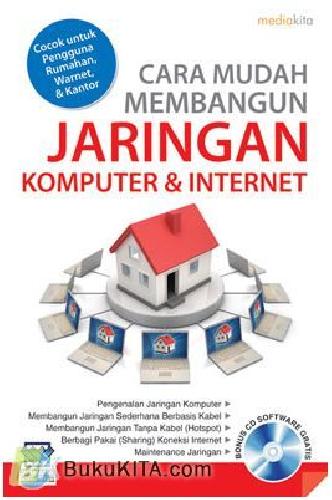 mediakita
Cocok untuk
Pengguna
Rumahan,
Warnet,
& Kantor
CARA MUDAH
MEMBANGUN
JARINGAN
KOMPUTER & INTERNET
Pengenalan Jaringan Komputer
Membangun Jaringan Sederhana Berbasis Kabel
Membangun Jaringan Tanpa Kabel (Hotspot)
Berbagi Pakai (Sharing) Koneksi Internet
Maintenance Jaringan
BONUS CD SOFTWARE GRATIS
BK BukuKITA.com